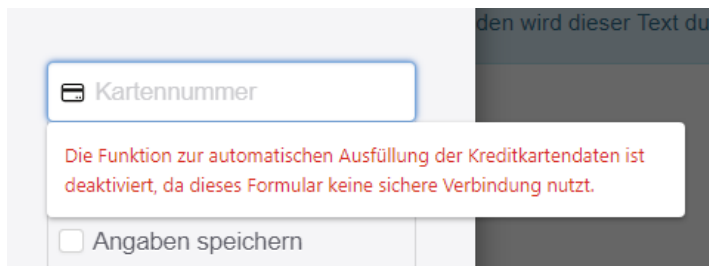 den wird dieser Text du
Kartennummer
Die Funktion zur automatischen Ausfüllung der Kreditkartendaten ist
deaktiviert, da dieses Formular keine sichere Verbindung nutzt.
Angaben speichern